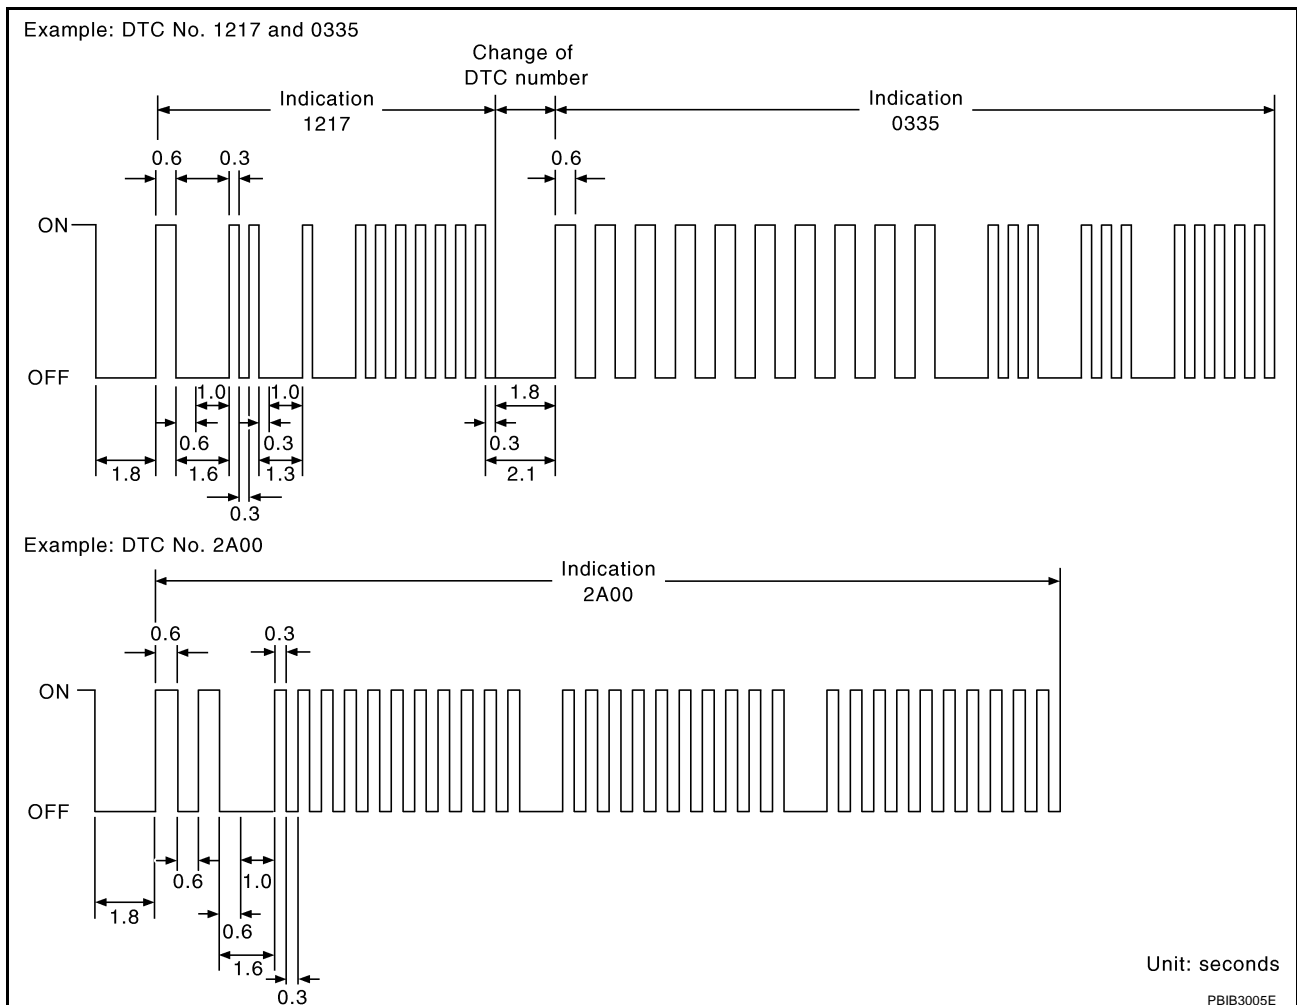 Example: DTC No. 1217 and 0335
Change of
DTC number
Indication
1217
Indication
0335
0.6
0.3
0.6
ON
OFF
1.0
1.0
1.8
0.6
0.3
0.3
1.8
1.6
1.3
2.1
0.3
Example: DTC No. 2A00
Indication
2A00
0.6
0.3
ON
OFF
0.6
1.0
1.8
0.6
1.6
0.3
Unit: seconds
PBIB3005E